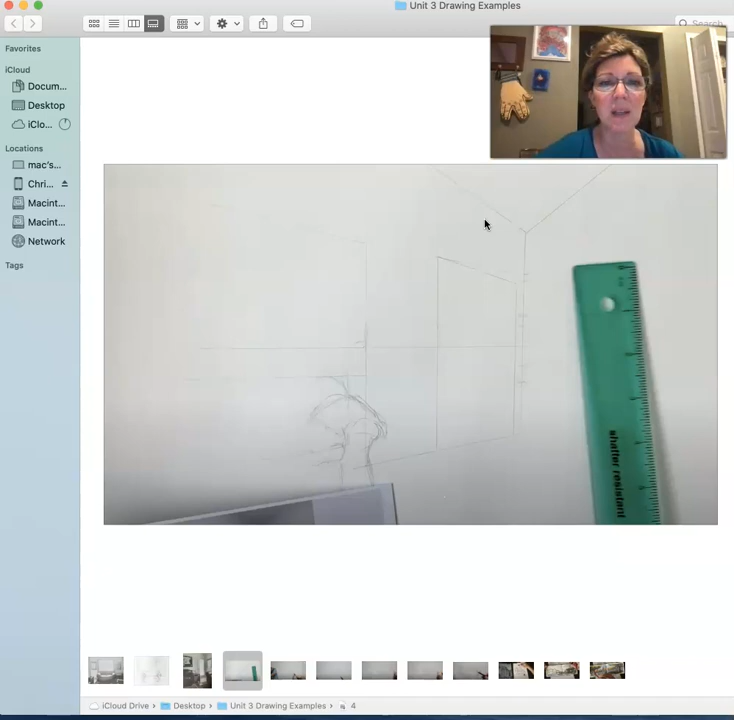 Unit 3 Drawing Examples
Search
Favorites
iCloud
Docum...
Desktop
iClo...
Locations
mac's...
Chri...
Macint...
Macint...
Network
Tags
shatter resistant
iCloud Drive › Desktop › Unit 3 Drawing Examples › 4